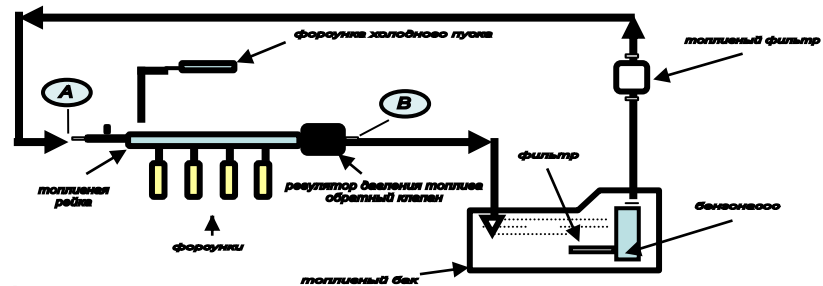 форсунка холодного пуска
топливный фильтр
A
B
фильтр
топливная
рейка
регулятор давления топлива
обратный клапан
бензонасос
форсунки
топливный бак